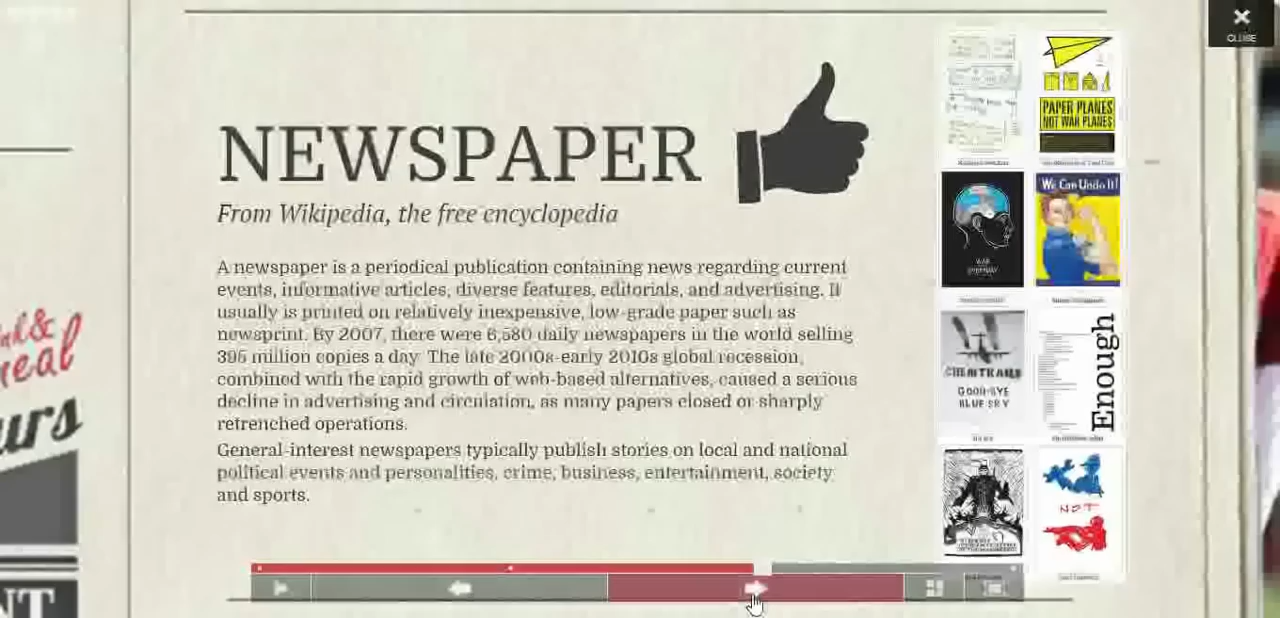 CLOSE
NEWSPAPER
From Wikipedia, the free encyclopedia
A newspaper is a periodical publication containing news regarding current
events, informative articles, diverse features, editorials, and advertising. It
usually is printed on relatively inexpensive, low-grade paper such as
newsprint. By 2007, there were 6,580 daily newspapers in the world selling
395 million copies a day. The late 2000s-early 2010s global recession,
combined with the rapid growth of web-based alternatives, caused a serious
decline in advertising and circulation, as many papers closed or sharply
retrenched operations.
General-interest newspapers typically publish stories on local and national
political events and personalities, crime, business, entertainment, society
and sports.
PAPER PLANES
NOT WAR PLANES
We Can Undo It!
CHEMTRAILS
GOOD-BYE
BLUE SKY
Enough
NOT